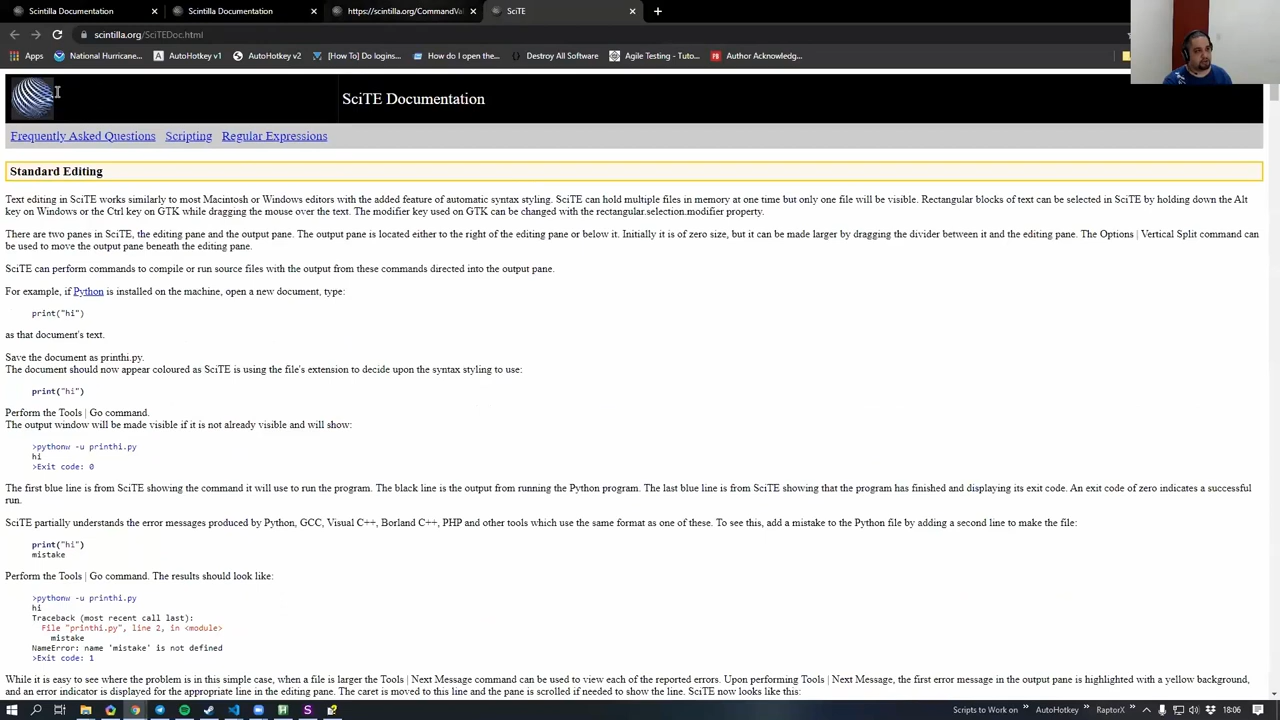 Scintilla Documentation
Scintilla Documentation
https://scintilla.org/CommandVal
SciTE
scintilla.org/SciTEDoc.html
Apps
National Hurricane...
AutoHotkey v1
AutoHotkey v2
[How To] Do logins...
How do I open the...
Destroy All Software
Agile Testing - Tuto...
Author Acknowledg...
SciTE Documentation
Frequently Asked Questions Scripting Regular Expressions
Standard Editing
Text editing in SciTE works similarly to most Macintosh or Windows editors with the added feature of automatic syntax styling. SciTE can hold multiple files in memory at one time but only one file will be visible. Rectangular blocks of text can be selected in SciTE by holding down the Alt
key on Windows or the Ctrl key on GTK while dragging the mouse over the text. The modifier key used on GTK can be changed with the rectangular.selection.modifier property.
There are two panes in SciTE, the editing pane and the output pane. The output pane is located either to the right of the editing pane or below it. Initially it is of zero size, but it can be made larger by dragging the divider between it and the editing pane. The Options | Vertical Split command can
be used to move the output pane beneath the editing pane.
SciTE can perform commands to compile or run source files with the output from these commands directed into the output pane.
For example, if Python is installed on the machine, open a new document, type:
print("hi")
as that document's text.
Save the document as printhi.py.
The document should now appear coloured as SciTE is using the file's extension to decide upon the syntax styling to use:
print("hi")
Perform the Tools | Go command.
The output window will be made visible if it is not already visible and will show:
>pythonw -u printhi.py
hi
>Exit code: 0
The first blue line is from SciTE showing the command it will use to run the program. The black line is the output from running the Python program. The last blue line is from SciTE showing that the program has finished and displaying its exit code. An exit code of zero indicates a successful
run.
SciTE partially understands the error messages produced by Python, GCC, Visual C++, Borland C++, PHP and other tools which use the same format as one of these. To see this, add a mistake to the Python file by adding a second line to make the file:
print("hi")
mistake
Perform the Tools | Go command. The results should look like:
>pythonw -u printhi.py
hi
Traceback (most recent call last):
File "printhi.py", line 2, in <module>
mistake
NameError: name 'mistake' is not defined
>Exit code: 1
While it is easy to see where the problem is in this simple case, when a file is larger the Tools | Next Message command can be used to view each of the reported errors. Upon performing Tools | Next Message, the first error message in the output pane is highlighted with a yellow background,
and an error indicator is displayed for the appropriate line in the editing pane. The caret is moved to this line and the pane is scrolled if needed to show the line. SciTE now looks like this:
Scripts to Work on » AutoHotkey » RaptorX » 18:06